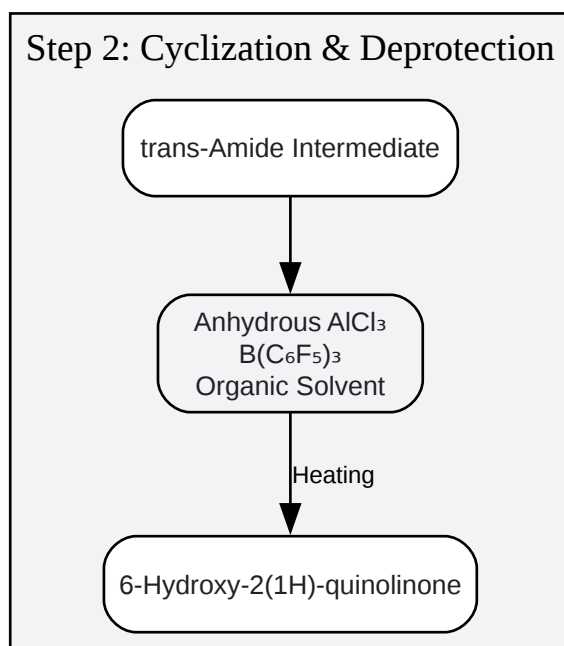 Step 2: Cyclization & Deprotection
trans-Amide Intermediate
Anhydrous AlCl₃
B(C₆F₅)₃
Organic Solvent
Heating
6-Hydroxy-2(1H)-quinolinone